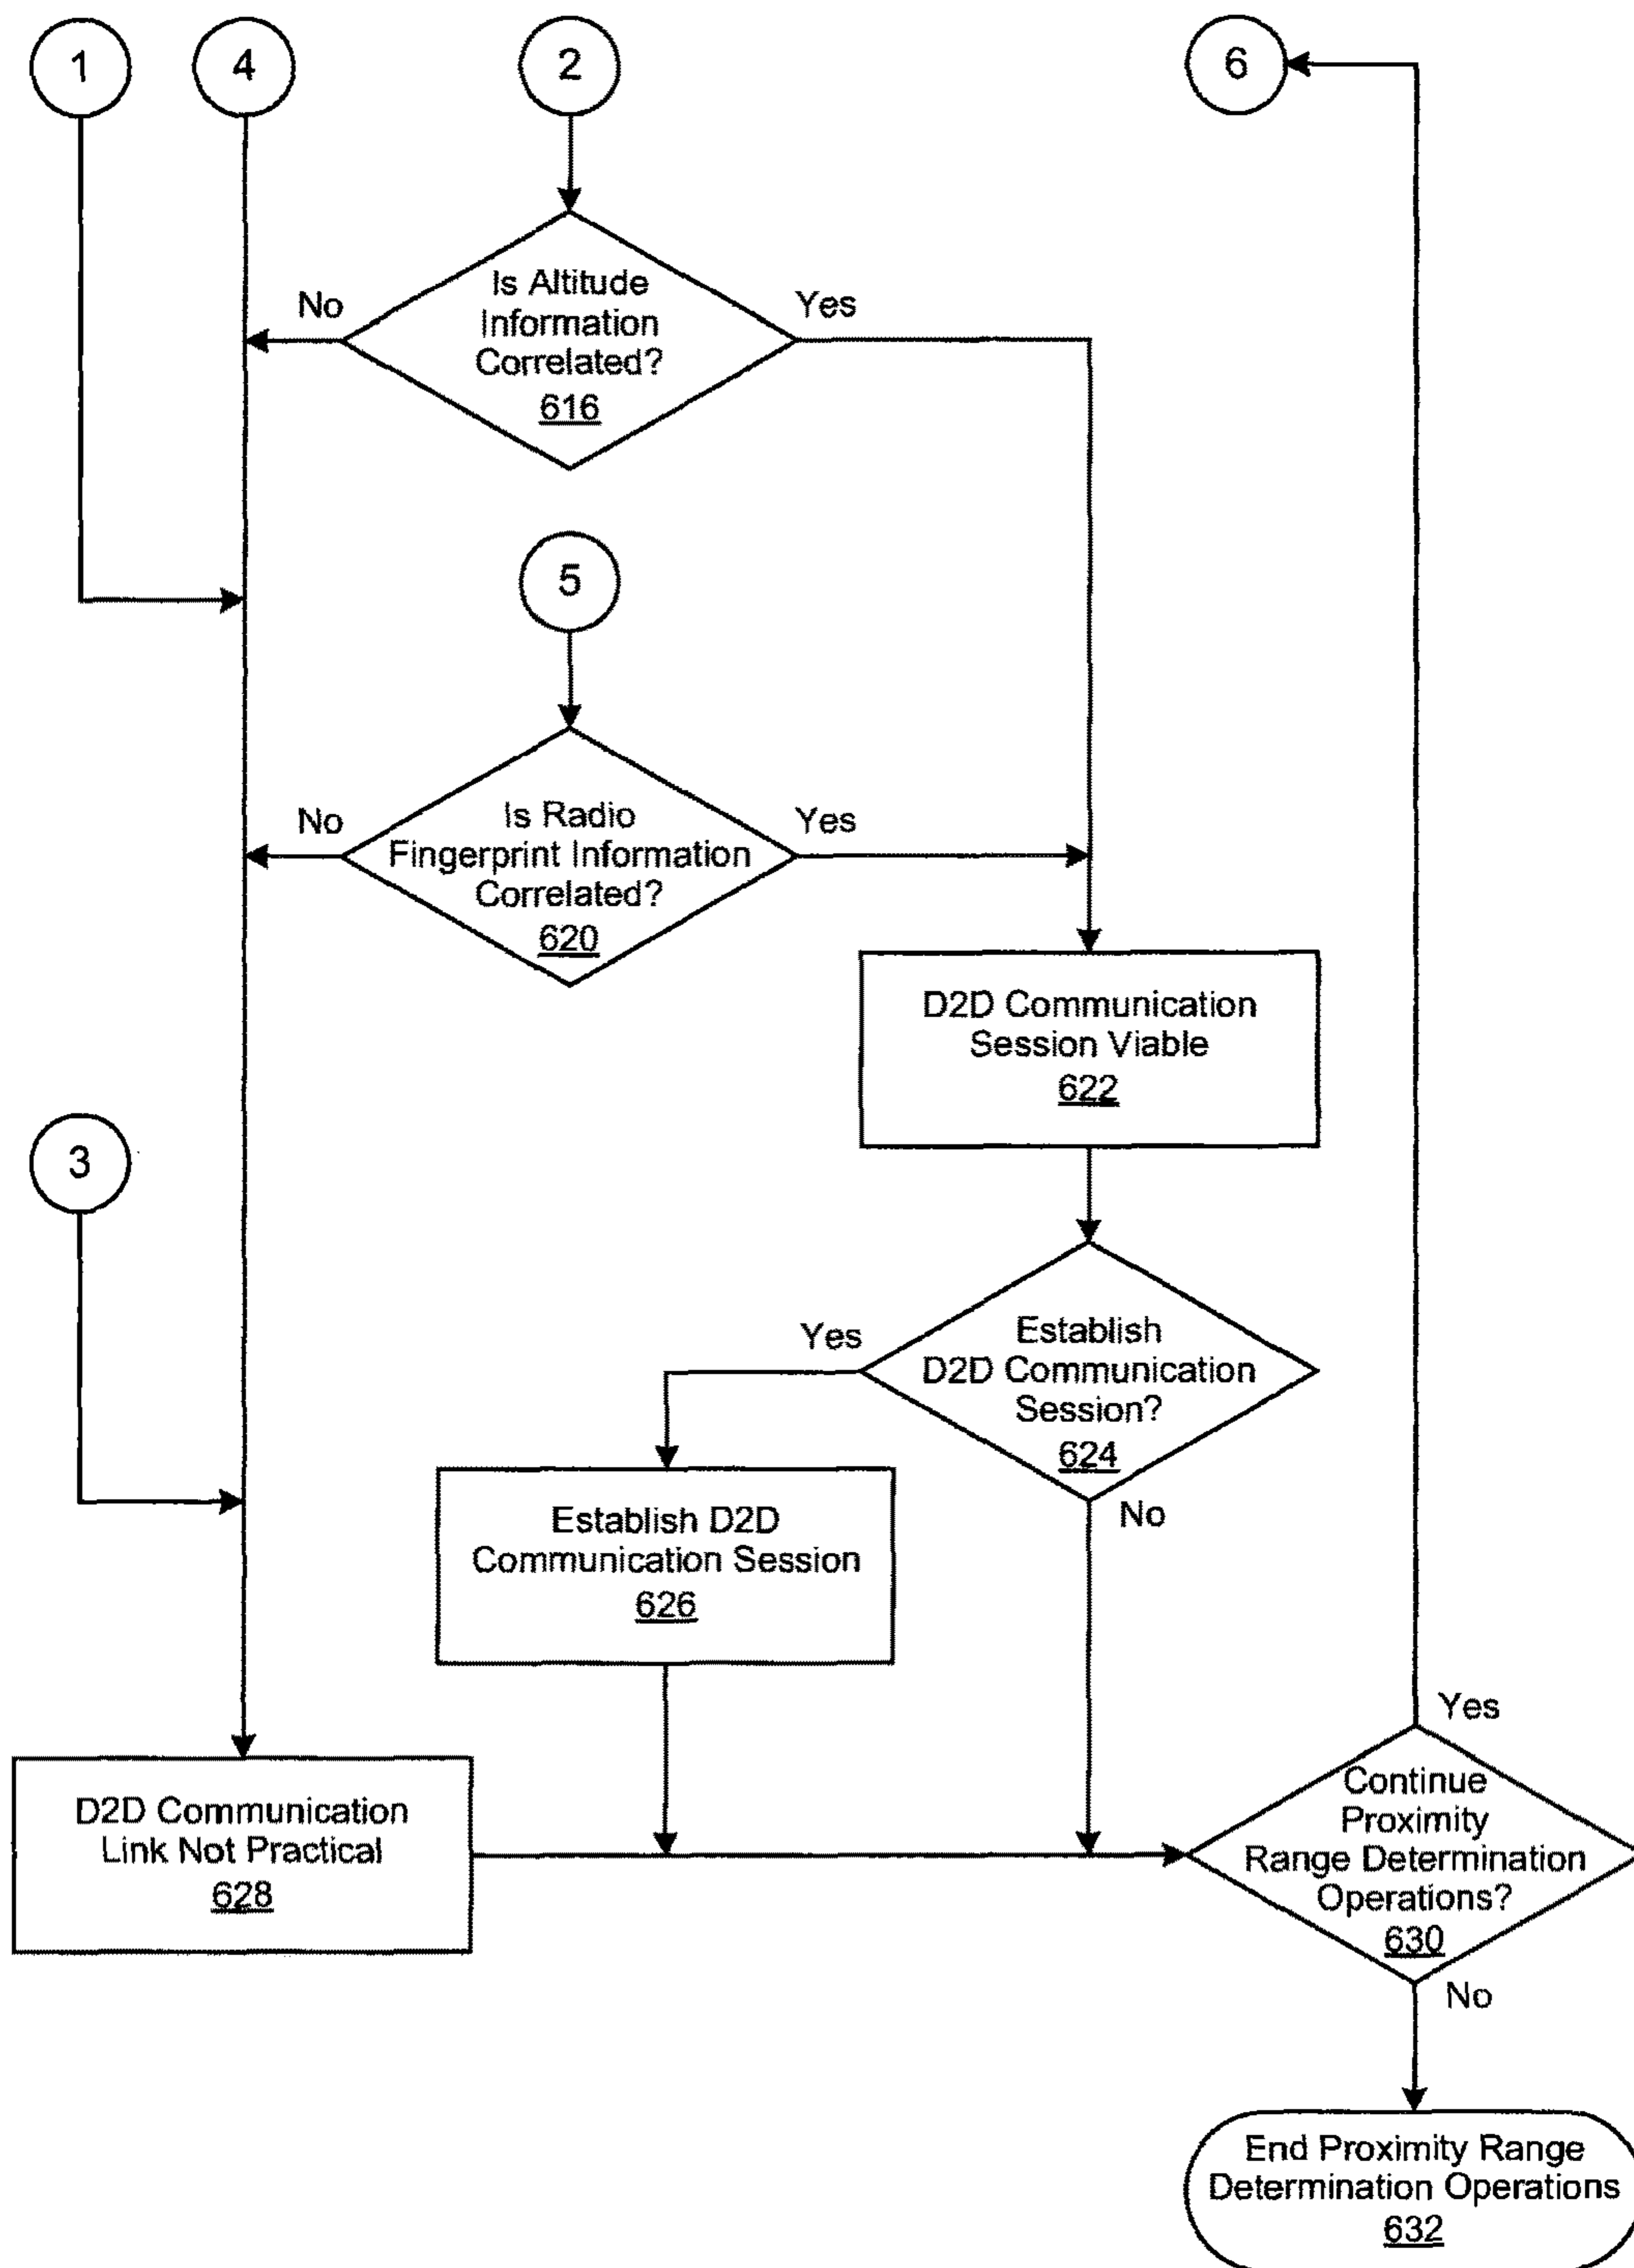 1
4
2
6
Is Altitude
Information
Correlated?
616
No
Yes
5
Is Radio
Fingerprint Information
Correlated?
620
No
Yes
D2D Communication
Session Viable
622
3
Establish
D2D Communication
Session?
624
Yes
No
Establish D2D
Communication Session
626
D2D Communication
Link Not Practical
628
Yes
Continue
Proximity
Range Determination
Operations?
630
No
End Proximity Range
Determination Operations
632